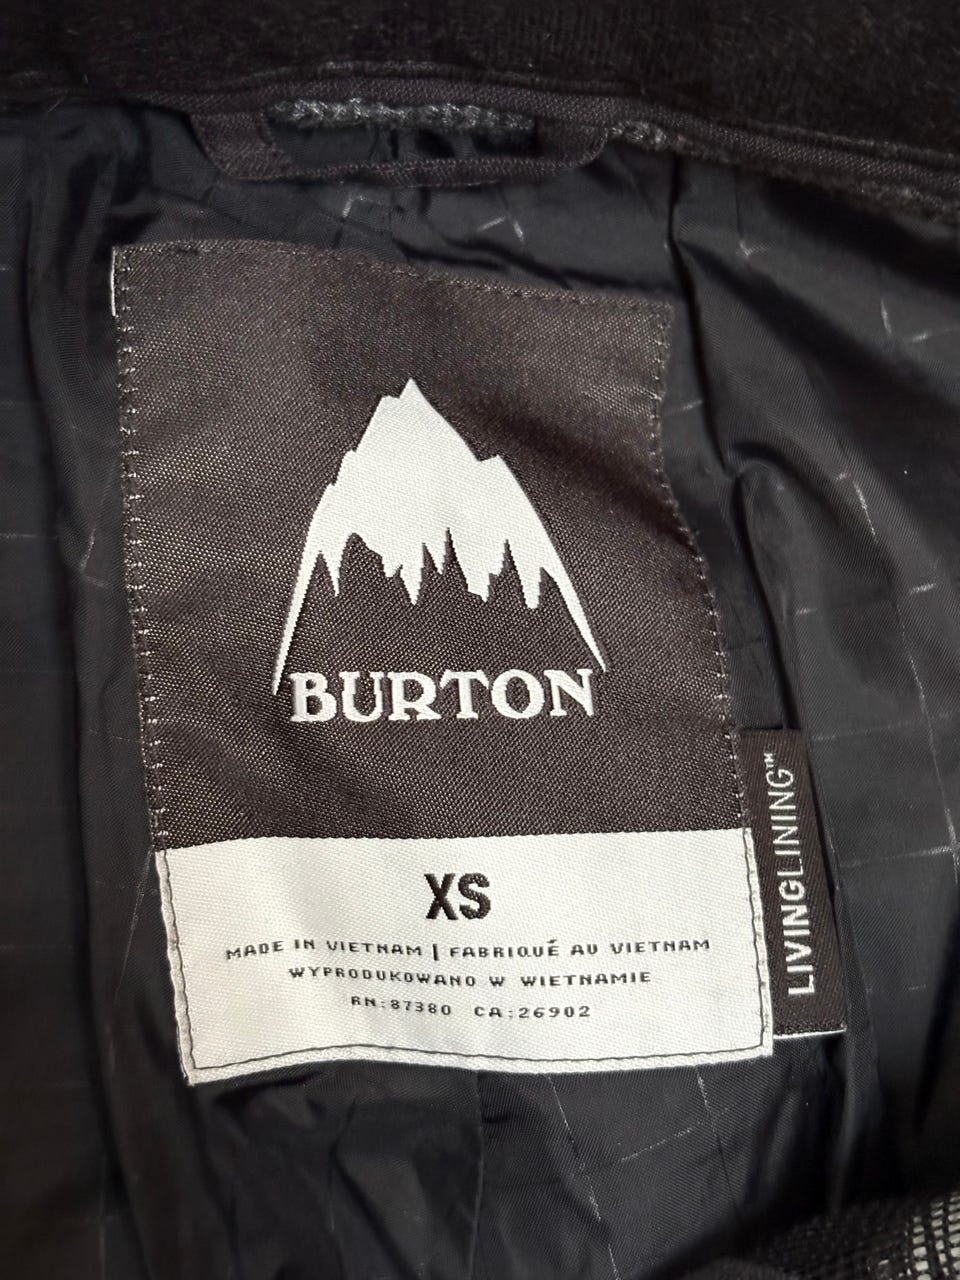 BURTON
XS
MADE IN VIETNAM | FABRIQUÉ AU VIETNAM
WYPRODUKOWANO W WIETNAMIE
RN:87380 CA:26902
LIVINGLINING™